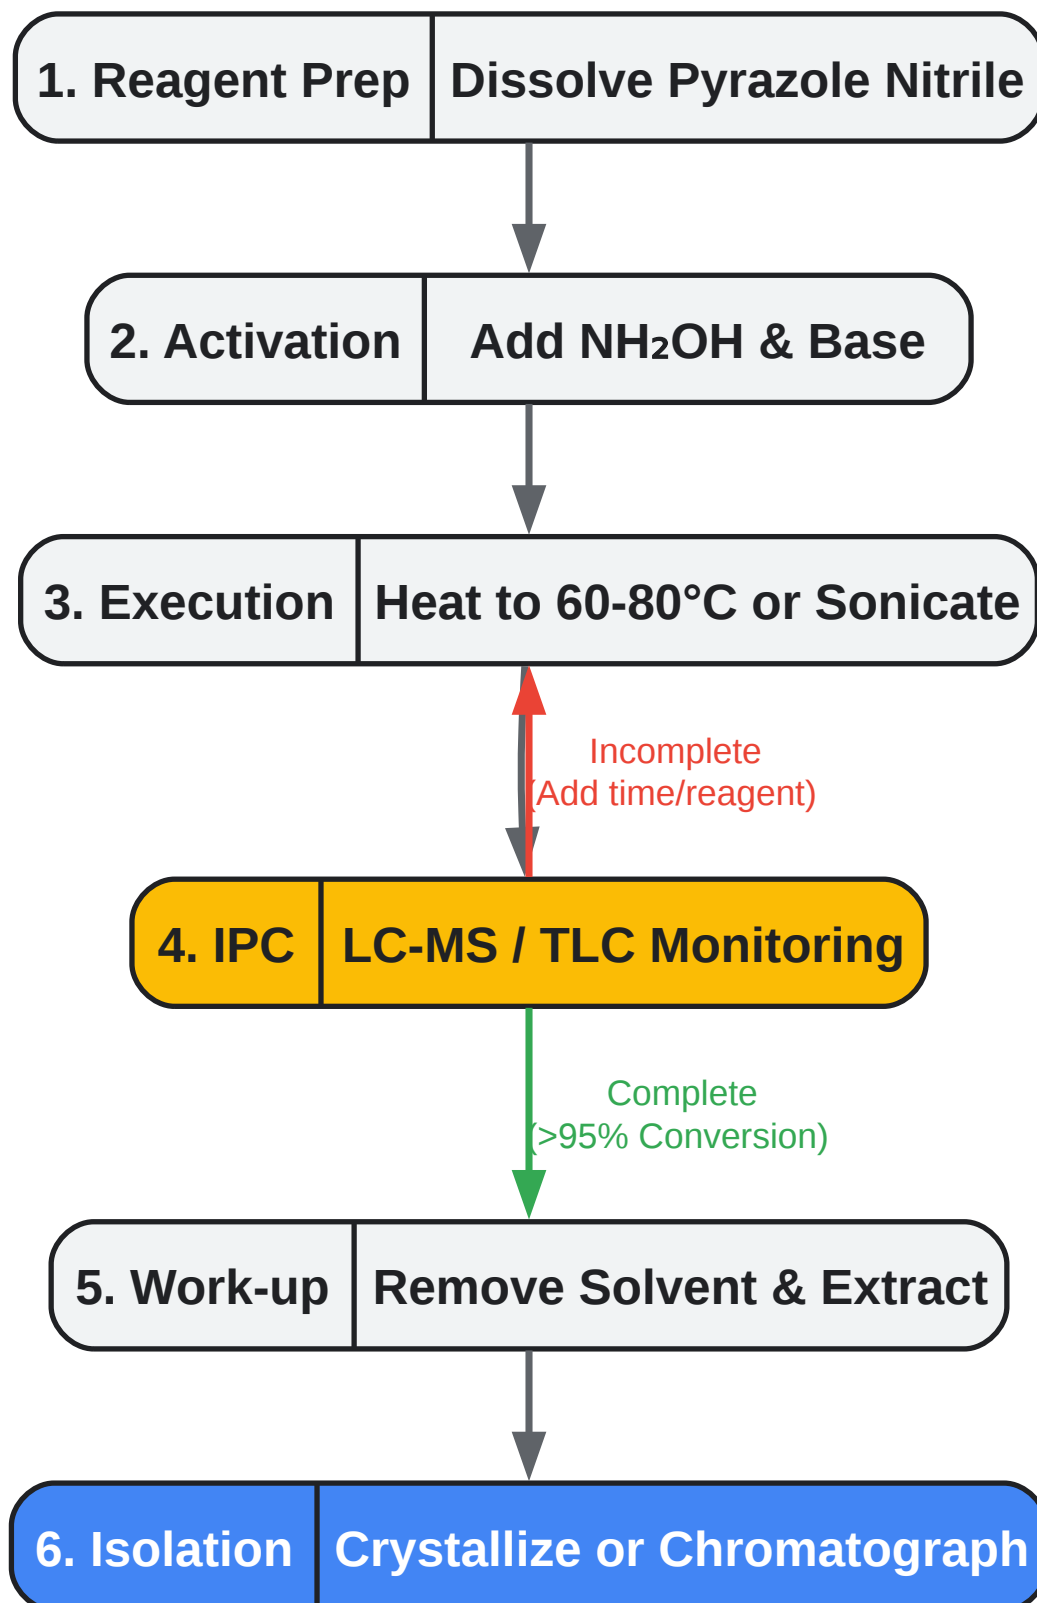 1. Reagent Prep
Dissolve Pyrazole Nitrile
2. Activation
Add NH₂OH & Base
3. Execution
Heat to 60-80°C or Sonicate
Incomplete
(Add time/reagent)
4. IPC
LC-MS / TLC Monitoring
Complete
(>95% Conversion)
5. Work-up
Remove Solvent & Extract
6. Isolation
Crystallize or Chromatograph